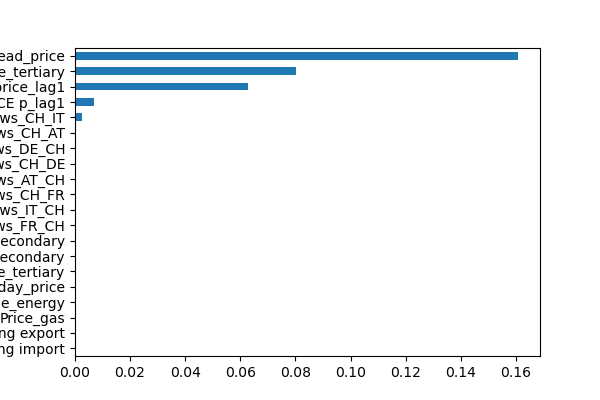 ead_price
e_tertiary
price_lag1
CE p_lag1
ws_CH_IT
ws_CH_AT
ws_DE_CH
ws_CH_DE
ws_AT_CH
ws_CH_FR
ws_IT_CH
ws_FR_CH
econdary
econdary
e_tertiary
day_price
e_energy
Price_gas
ng export
ng import
0.00 0.02 0.04 0.06 0.08 0.10 0.12 0.14 0.16